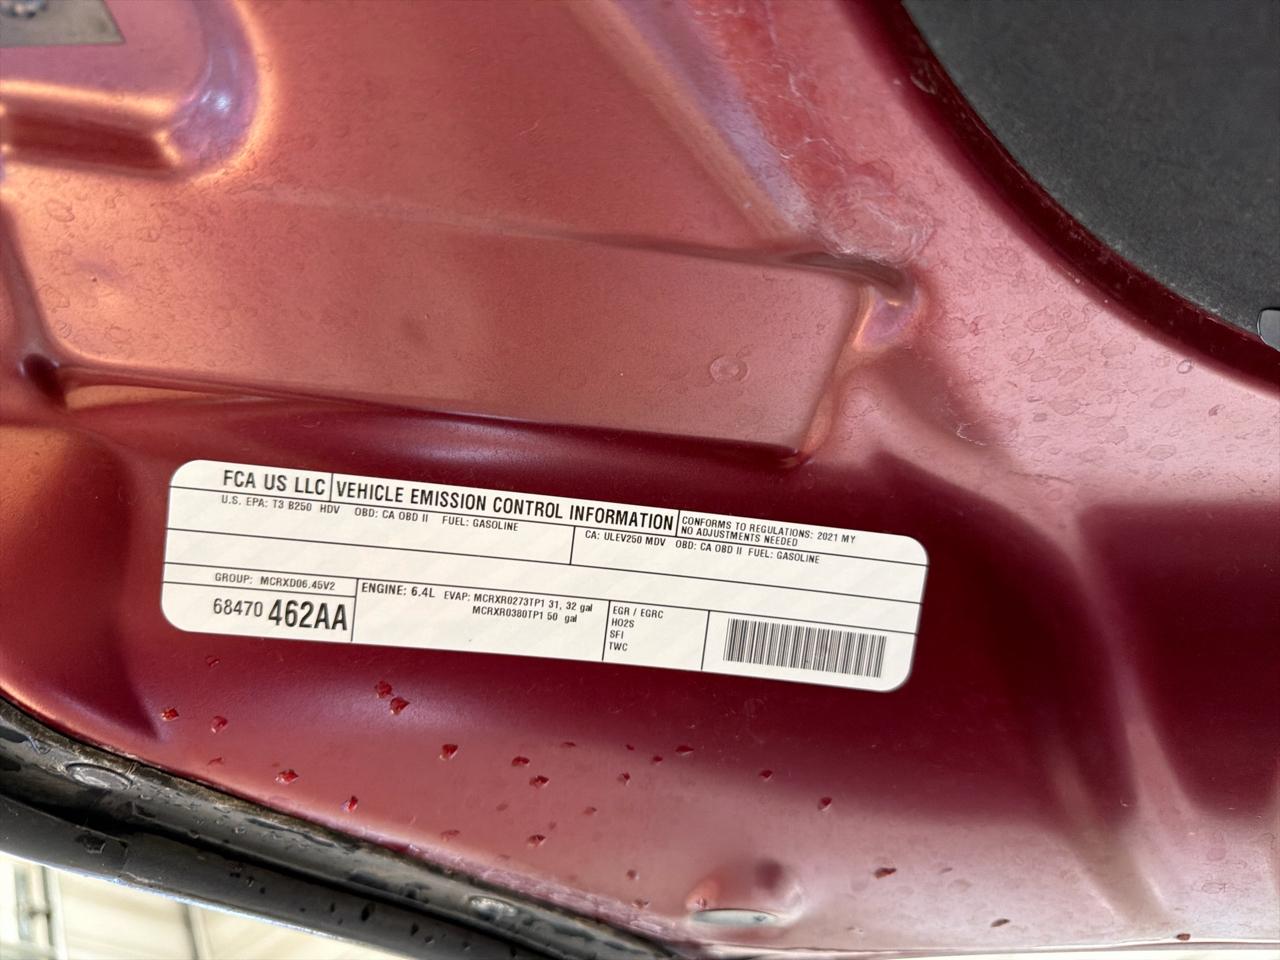 FCA US LLC VEHICLE EMISSION CONTROL INFORMATION
CONFORMS TO REGULATIONS: 2021 MY
NO ADJUSTMENTS NEEDED
U.S. EPA: T3 B250 HDV OBD: CA OBD II FUEL: GASOLINE
CA: ULEV250 MDV OBD: CA OBD II FUEL: GASOLINE
GROUP: MCRXD06.45V2
68470 462AA
ENGINE: 6.4L EVAP: MCRXR0273TP1 31, 32 gal
MCRXR0380TP1 50 gal
EGR / EGRC
HO2S
SFI
TWC